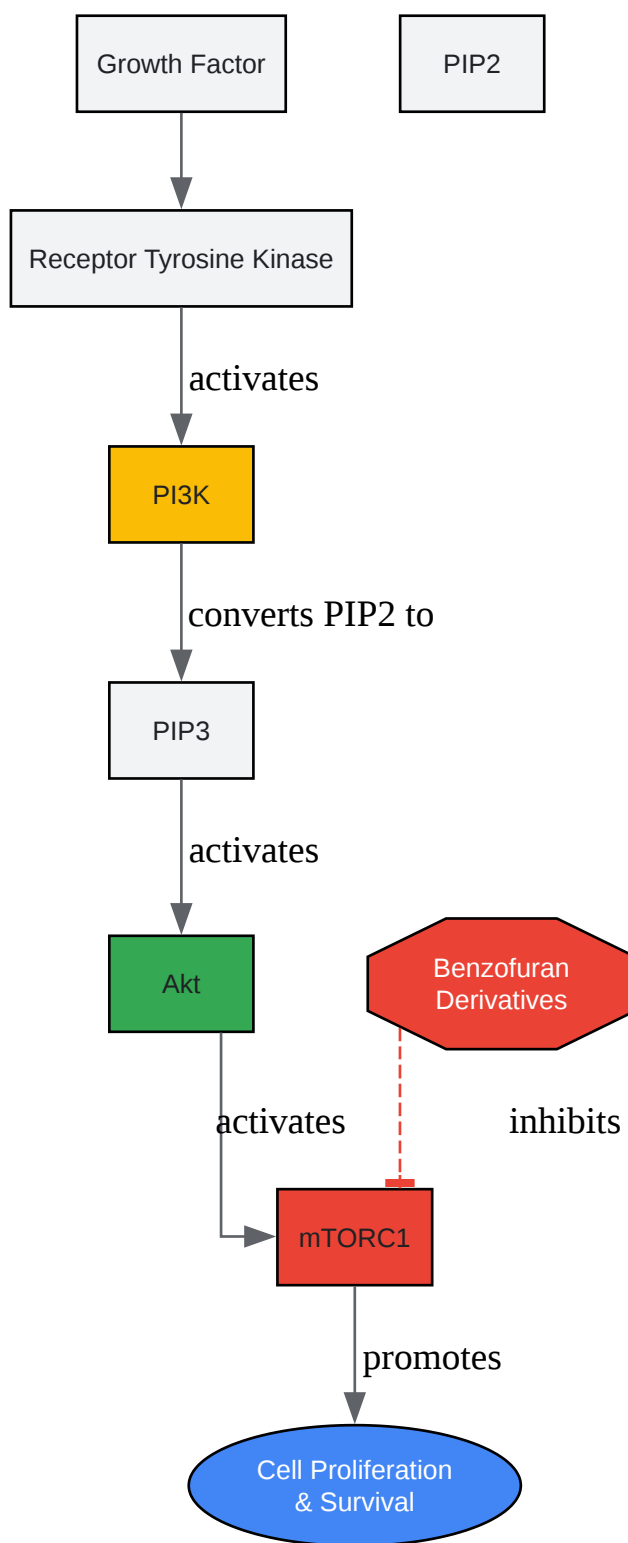 Growth Factor
PIP2
Receptor Tyrosine Kinase
activates
PI3K
converts PIP2 to
PIP3
activates
Akt
Benzofuran
Derivatives
activates
inhibits
mTORC1
promotes
Cell Proliferation
& Survival